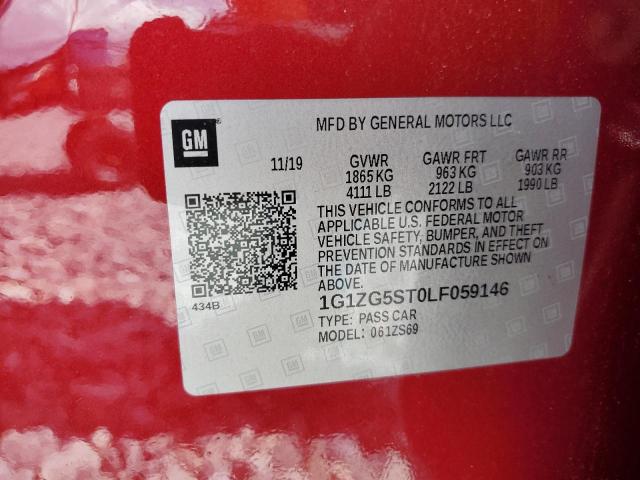 GM
MFD BY GENERAL MOTORS LLC
11/19 GVWR GAWR FRT GAWR RR
1865 KG 963 KG 903 KG
4111 LB 2122 LB 1990 LB
THIS VEHICLE CONFORMS TO ALL
APPLICABLE U.S. FEDERAL MOTOR
VEHICLE SAFETY, BUMPER, AND THEFT
PREVENTION STANDARDS IN EFFECT ON
THE DATE OF MANUFACTURE SHOWN
ABOVE.
434B
1G1ZG5ST0LF059146
TYPE: PASS CAR
MODEL: 061ZS69